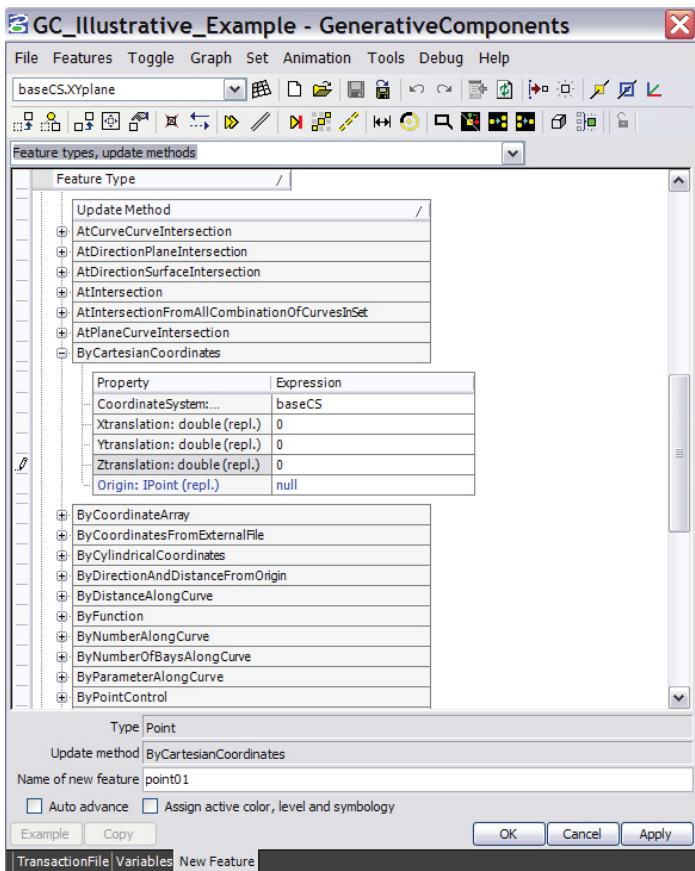 GC_Illustrative_Example - GenerativeComponents
File Features Toggle Graph Set Animation Tools Debug Help
baseCS.XYplane
Feature types, update methods
Feature Type /
Update Method /
AtCurveCurveIntersection
AtDirectionPlaneIntersection
AtDirectionSurfaceIntersection
AtIntersection
AtIntersectionFromAllCombinationOfCurvesInSet
AtPlaneCurveIntersection
ByCartesianCoordinates
Property Expression
CoordinateSystem:... baseCS
Xtranslation: double (repl.) 0
Ytranslation: double (repl.) 0
Ztranslation: double (repl.) 0
Origin: IPoint (repl.) null
ByCoordinateArray
ByCoordinatesFromExternalFile
ByCylindricalCoordinates
ByDirectionAndDistanceFromOrigin
ByDistanceAlongCurve
ByFunction
ByNumberAlongCurve
ByNumberOfBaysAlongCurve
ByParameterAlongCurve
ByPointControl
Type Point
Update method ByCartesianCoordinates
Name of new feature point01
Auto advance Assign active color, level and symbology
Example Copy OK Cancel Apply
TransactionFile Variables New Feature